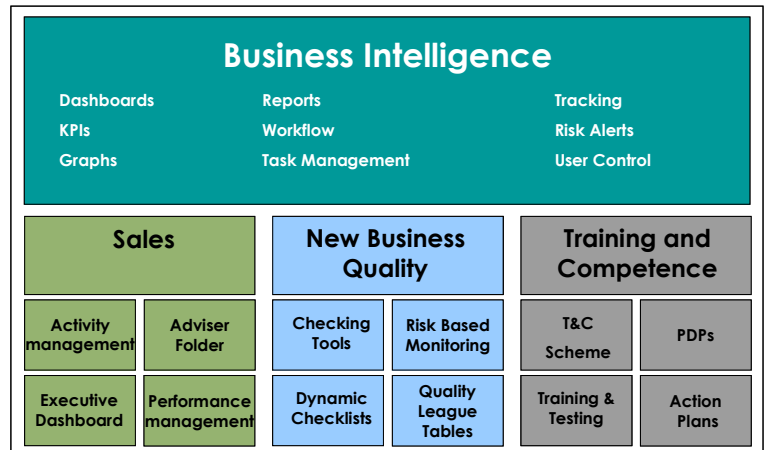 Business Intelligence
Dashboards
Reports
Tracking
KPIs
Workflow
Risk Alerts
Graphs
Task Management
User Control
Sales
New Business
Quality
Training and
Competence
Activity
management
Adviser
Folder
Checking
Tools
Risk Based
Monitoring
T&C
Scheme
PDPs
Executive
Dashboard
Performance
management
Dynamic
Checklists
Quality
League
Tables
Training &
Testing
Action
Plans